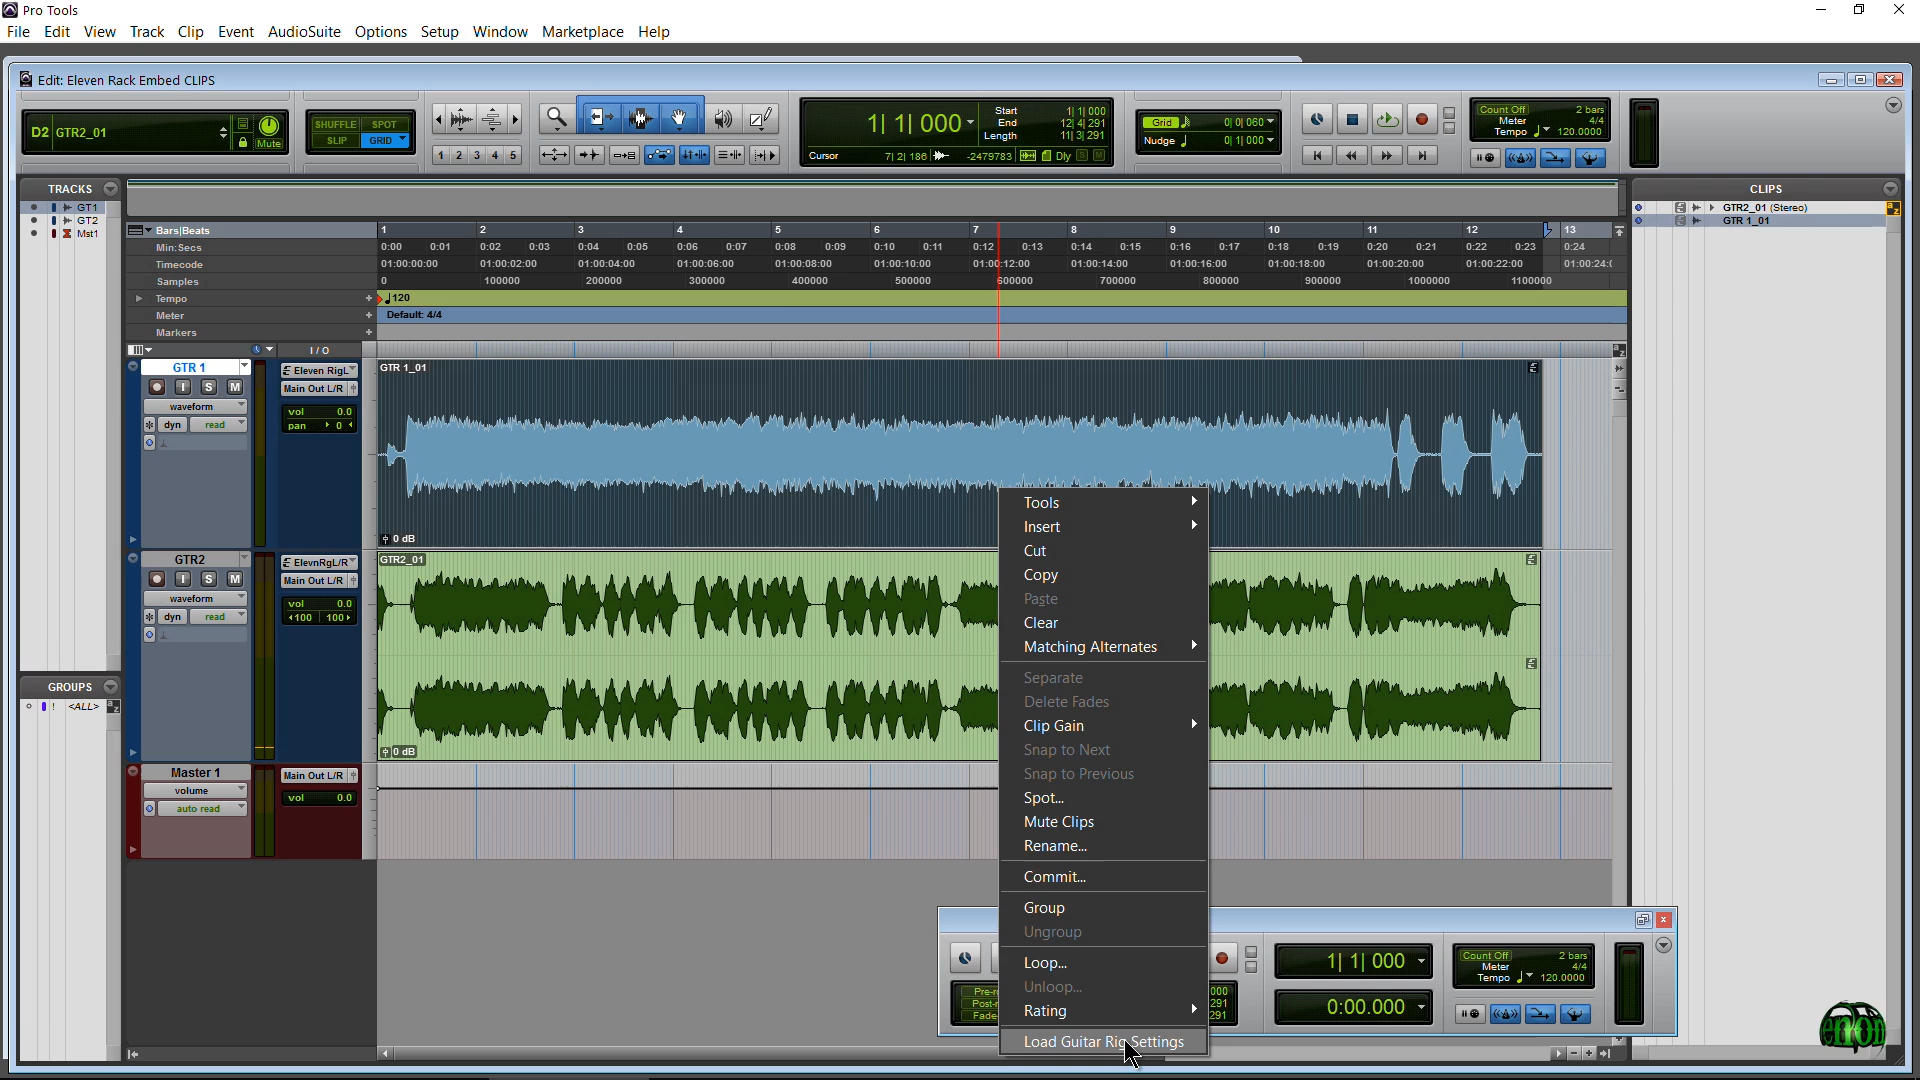 Pro Tools
File Edit View Track Clip Event AudioSuite Options Setup Window Marketplace Help
Edit: Eleven Rack Embed CLIPS
D2 GTR2_01
Mute
SHUFFLE SPOT
SLIP GRID
1 2 3 4 5
1| 1| 000
Start 1| 1| 000
End 12| 4| 291
Length 11| 3| 291
Cursor 7| 2| 186 -2479783 Dly S M
Grid 0| 0| 060
Nudge 0| 1| 000
Count Off 2 bars
Meter 4/4
Tempo 120.0000
TRACKS
GT1
GT2
Mst1
GROUPS
! <ALL>
CLIPS
GTR2_01 (Stereo)
GTR 1_01
Bars|Beats 1 2 3 4 5 6 7 8 9 10 11 12 13
Min:Secs 0:00 0:01 0:02 0:03 0:04 0:05 0:06 0:07 0:08 0:09 0:10 0:11 0:12 0:13 0:14 0:15 0:16 0:17 0:18 0:19 0:20 0:21 0:22 0:23 0:24
Timecode 01:00:00:00 01:00:02:00 01:00:04:00 01:00:06:00 01:00:08:00 01:00:10:00 01:00:12:00 01:00:14:00 01:00:16:00 01:00:18:00 01:00:20:00 01:00:22:00 01:00:24:
Samples 0 100000 200000 300000 400000 500000 600000 700000 800000 900000 1000000 1100000
Tempo 120
Meter Default: 4/4
Markers
I / O
GTR 1
I S M
waveform
dyn read
Eleven RigL
Main Out L/R
vol 0.0
pan 0
GTR 1_01
0 dB
GTR2
I S M
waveform
dyn read
ElevnRgL/R
Main Out L/R
vol 0.0
100 100
GTR2_01
0 dB
Master 1
volume
auto read
Main Out L/R
vol 0.0
Tools
Insert
Cut
Copy
Paste
Clear
Matching Alternates
Separate
Delete Fades
Clip Gain
Snap to Next
Snap to Previous
Spot...
Mute Clips
Rename...
Commit...
Group
Ungroup
Loop...
Unloop...
Rating
Load Guitar Rig Settings
Pre-r
Post-r
Fade-
000
291
291
1| 1| 000
0:00.000
Count Off 2 bars
Meter 4/4
Tempo 120.0000
enon